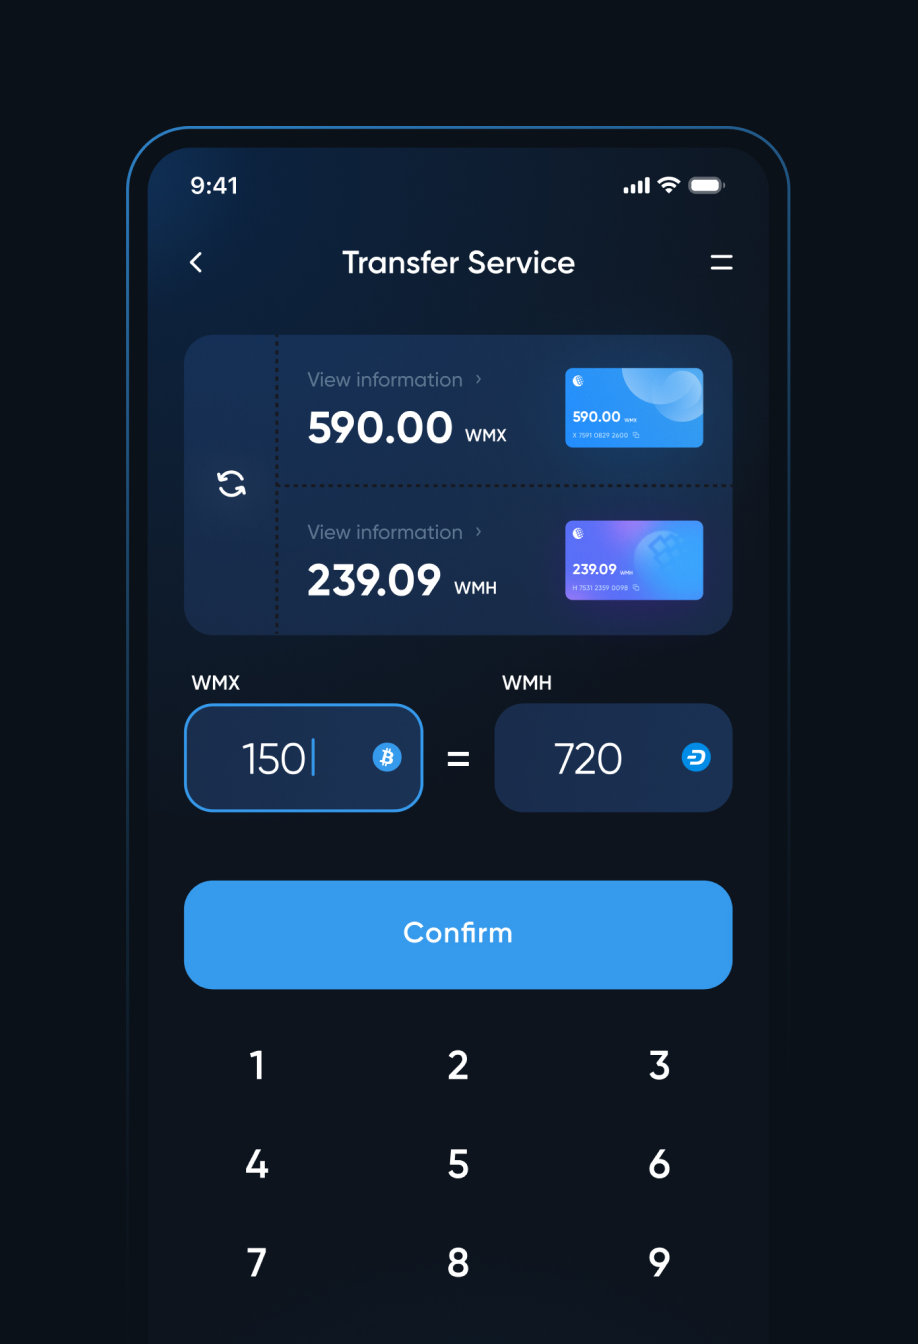 9:41
Transfer Service
View information
590.00 WMX
590.00 WMX
X 7591 0829 2600
View information
239.09 WMH
239.09 WMH
H 7531 2359 0098
WMX
WMH
150
=
720
Confirm
1 2 3
4 5 6
7 8 9